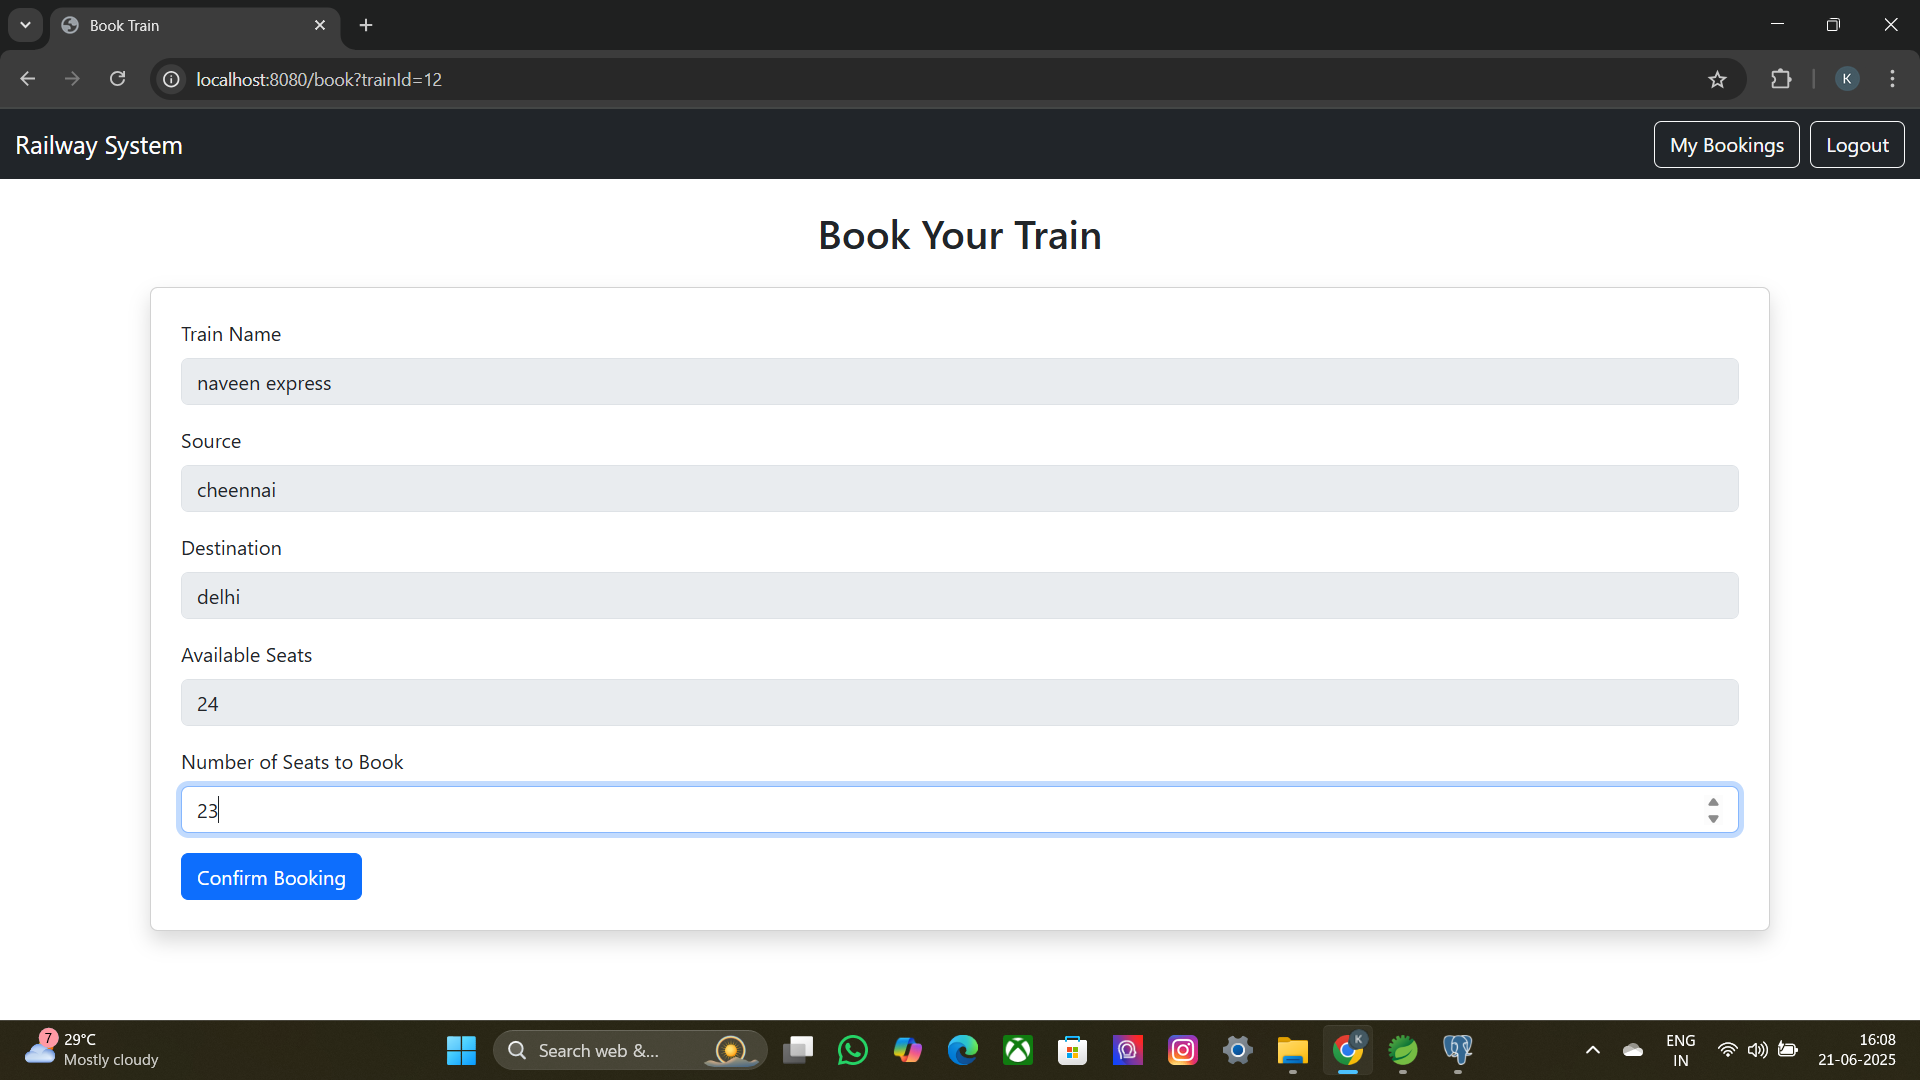 Book Train
localhost:8080/book?trainId=12
K
Railway System
My Bookings
Logout
Book Your Train
Train Name
naveen express
Source
cheennai
Destination
delhi
Available Seats
24
Number of Seats to Book
23
Confirm Booking
7
29°C
Mostly cloudy
Search web &...
K
ENG
IN
16:08
21-06-2025